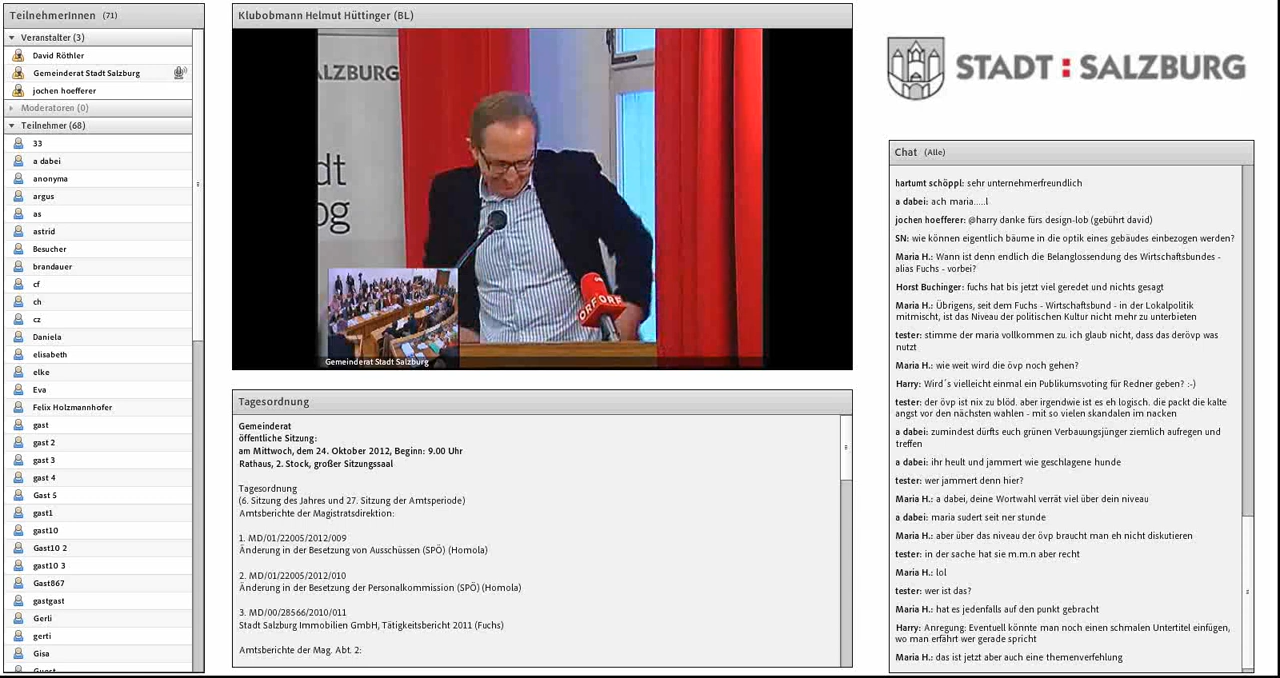 TeilnehmerInnen (71)
Veranstalter (3)
David Röthler
Gemeinderat Stadt Salzburg
jochen hoefferer
Moderatoren (0)
Teilnehmer (68)
33
a dabei
anonyma
argus
as
astrid
Besucher
brandauer
cf
ch
cz
Daniela
elisabeth
elke
Eva
Felix Holzmannhofer
gast
gast 2
gast 3
gast 4
Gast 5
gast1
gast10
Gast10 2
gast10 3
Gast867
gastgast
Gerli
gerti
Gisa
Guest
Klubobmann Helmut Hüttinger (BL)
ALZBURG
dt
og
ORF
ORF
Gemeinderat Stadt Salzburg
Tagesordnung
Gemeinderat
öffentliche Sitzung:
am Mittwoch, dem 24. Oktober 2012, Beginn: 9.00 Uhr
Rathaus, 2. Stock, großer Sitzungssaal
Tagesordnung
(6. Sitzung des Jahres und 27. Sitzung der Amtsperiode)
Amtsberichte der Magistratsdirektion:
1. MD/01/22005/2012/009
Änderung in der Besetzung von Ausschüssen (SPÖ) (Homola)
2. MD/01/22005/2012/010
Änderung in der Besetzung der Personalkommission (SPÖ) (Homola)
3. MD/00/28566/2010/011
Stadt Salzburg Immobilien GmbH, Tätigkeitsbericht 2011 (Fuchs)
Amtsberichte der Mag. Abt. 2:
STADT : SALZBURG
Chat (Alle)
hartumt schöppl: sehr unternehmerfreundlich
a dabei: ach maria.....l
jochen hoefferer: @harry danke fürs design-lob (gebührt david)
SN: wie können eigentlich bäume in die optik eines gebäudes einbezogen werden?
Maria H.: Wann ist denn endlich die Belanglossendung des Wirtschaftsbundes -
alias Fuchs - vorbei?
Horst Buchinger: fuchs hat bis jetzt viel geredet und nichts gesagt
Maria H.: Übrigens, seit dem Fuchs - Wirtschaftsbund - in der Lokalpolitik
mitmischt, ist das Niveau der politischen Kultur nicht mehr zu unterbieten
tester: stimme der maria vollkommen zu. ich glaub nicht, dass das derövp was
nutzt
Maria H.: wie weit wird die övp noch gehen?
Harry: Wird´s vielleicht einmal ein Publikumsvoting für Redner geben? :-)
tester: der övp ist nix zu blöd. aber irgendwie ist es eh logisch. die packt die kalte
angst vor den nächsten wahlen - mit so vielen skandalen im nacken
a dabei: zumindest dürfts euch grünen Verbauungsjünger ziemlich aufregen und
treffen
a dabei: ihr heult und jammert wie geschlagene hunde
tester: wer jammert denn hier?
Maria H.: a dabei, deine Wortwahl verrät viel über dein niveau
a dabei: maria sudert seit ner stunde
Maria H.: aber über das niveau der övp braucht man eh nicht diskutieren
tester: in der sache hat sie m.m.n aber recht
Maria H.: lol
tester: wer ist das?
Maria H.: hat es jedenfalls auf den punkt gebracht
Harry: Anregung: Eventuell könnte man noch einen schmalen Untertitel einfügen,
wo man erfährt wer gerade spricht
Maria H.: das ist jetzt aber auch eine themenverfehlung